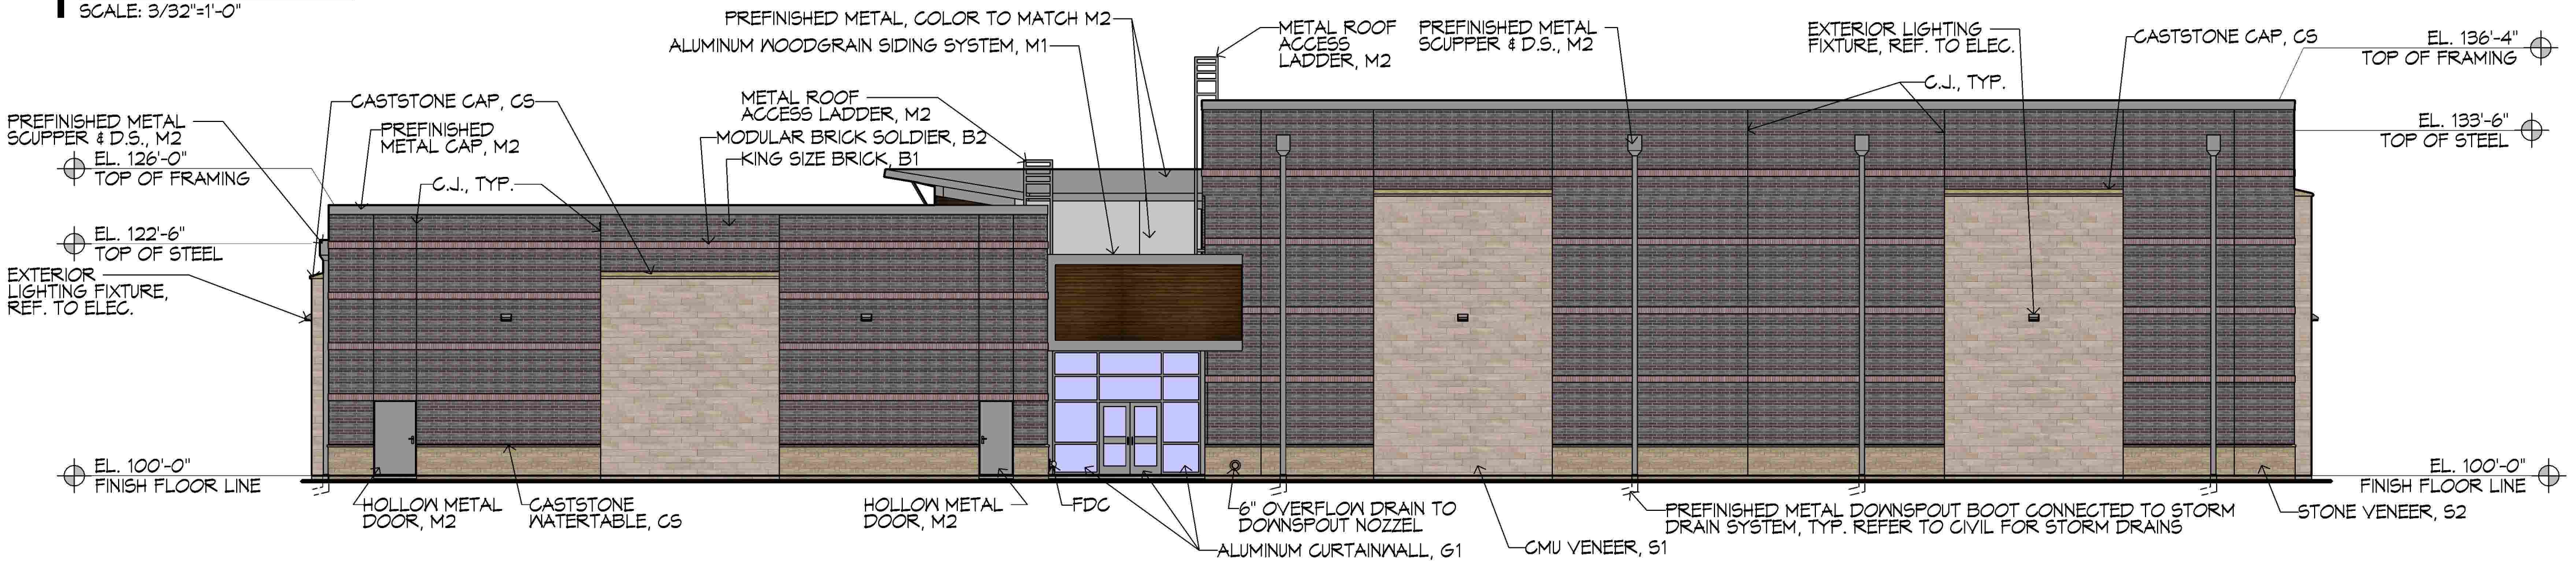 SCALE: 3/32"=1'-0"
PREFINISHED METAL, COLOR TO MATCH M2
ALUMINUM WOODGRAIN SIDING SYSTEM, M1
METAL ROOF
ACCESS
LADDER, M2
PREFINISHED METAL
SCUPPER & D.S., M2
EXTERIOR LIGHTING
FIXTURE, REF. TO ELEC.
CASTSTONE CAP, CS
EL. 136'-4"
TOP OF FRAMING
C.J., TYP.
EL. 133'-6"
TOP OF STEEL
PREFINISHED METAL
SCUPPER & D.S., M2
CASTSTONE CAP, CS
PREFINISHED
METAL CAP, M2
METAL ROOF
ACCESS LADDER, M2
MODULAR BRICK SOLDIER, B2
KING SIZE BRICK, B1
EL. 126'-0"
TOP OF FRAMING
C.J., TYP.
EL. 122'-6"
TOP OF STEEL
EXTERIOR
LIGHTING FIXTURE,
REF. TO ELEC.
EL. 100'-0"
FINISH FLOOR LINE
HOLLOW METAL
DOOR, M2
CASTSTONE
WATERTABLE, CS
HOLLOW METAL
DOOR, M2
FDC
6" OVERFLOW DRAIN TO
DOWNSPOUT NOZZEL
ALUMINUM CURTAINWALL, G1
CMU VENEER, S1
PREFINISHED METAL DOWNSPOUT BOOT CONNECTED TO STORM
DRAIN SYSTEM, TYP. REFER TO CIVIL FOR STORM DRAINS
EL. 100'-0"
FINISH FLOOR LINE
STONE VENEER, S2